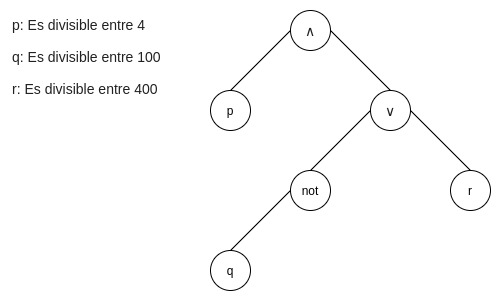 p: Es divisible entre 4
q: Es divisible entre 100
r: Es divisible entre 400
∧
p
∨
not
r
q